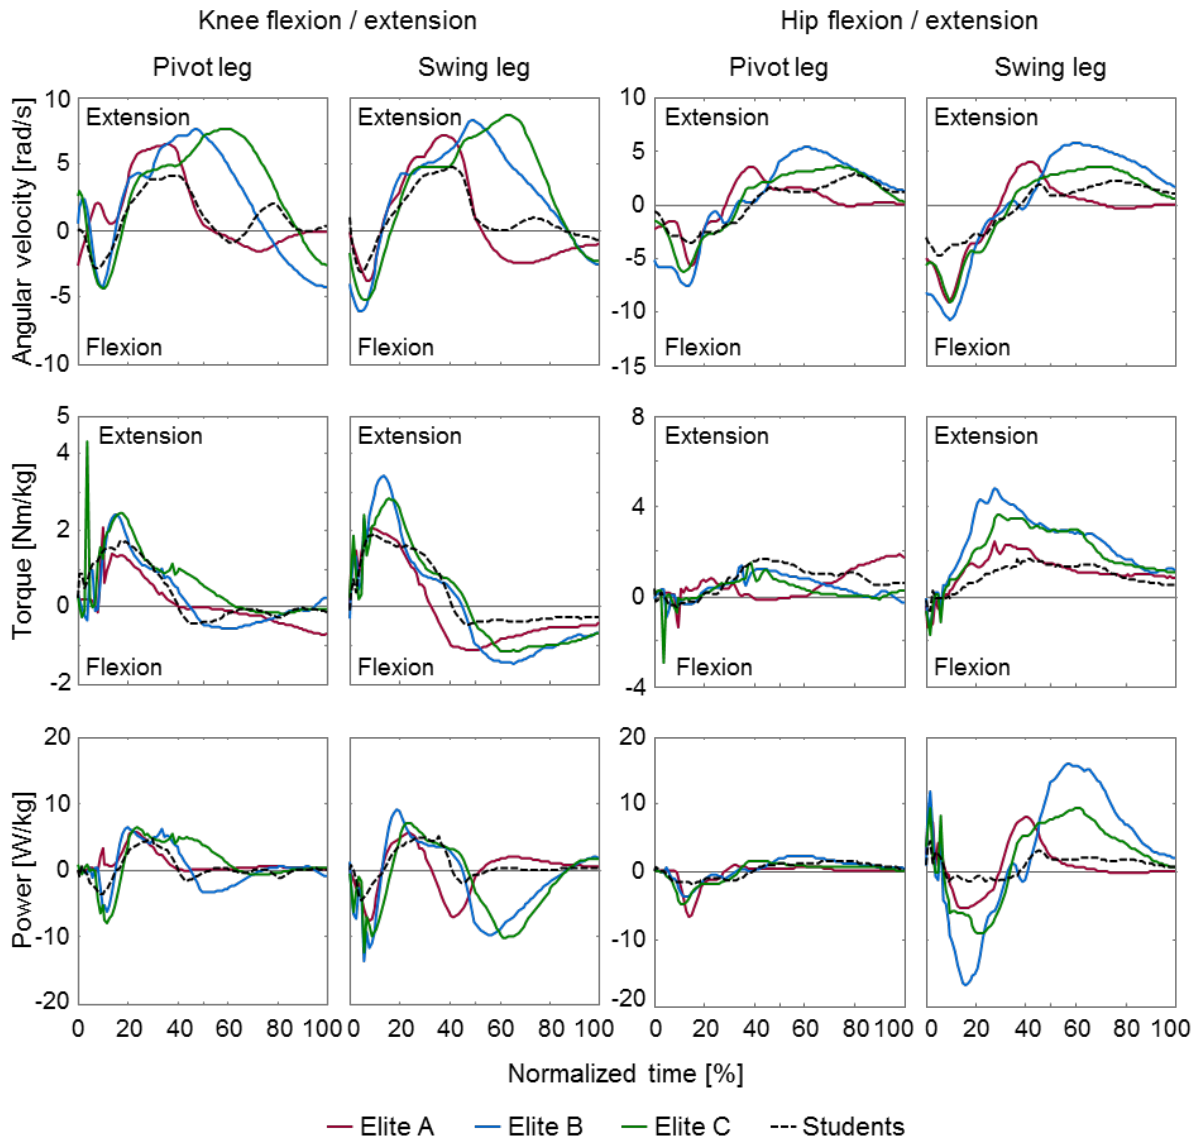 Knee flexion / extension
Hip flexion / extension
Pivot leg
Swing leg
Pivot leg
Swing leg
Angular velocity [rad/s]
10
5
0
-5
-10
Extension
Flexion
Extension
Flexion
10
5
0
-5
-10
-15
Extension
Flexion
Extension
Flexion
Torque [Nm/kg]
5
4
2
0
-2
Extension
Flexion
Extension
Flexion
8
4
0
-4
Extension
Flexion
Extension
Flexion
Power [W/kg]
20
10
0
-10
-20
20
10
0
-10
-20
0 20 40 60 80 100
0 20 40 60 80 100
0 20 40 60 80 100
0 20 40 60 80 100
Normalized time [%]
Elite A Elite B Elite C Students